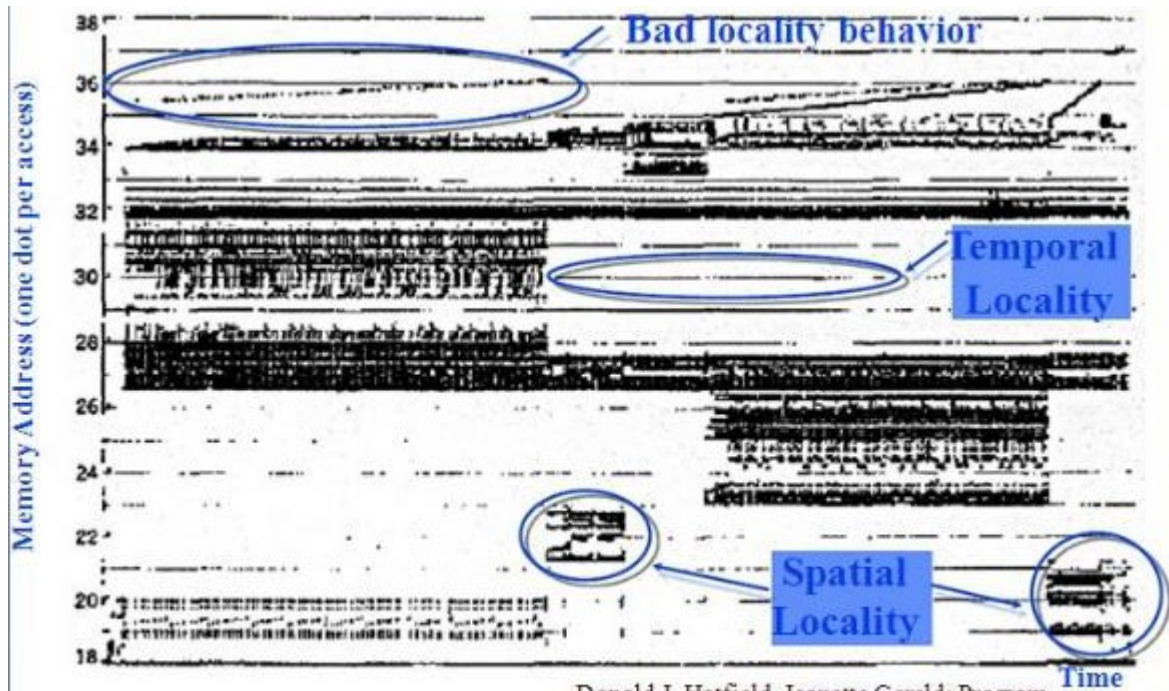 Memory Address (one dot per access)
38
36
34
32
30
28
26
24
22
20
18
Bad locality behavior
Temporal
Locality
Spatial
Locality
Time